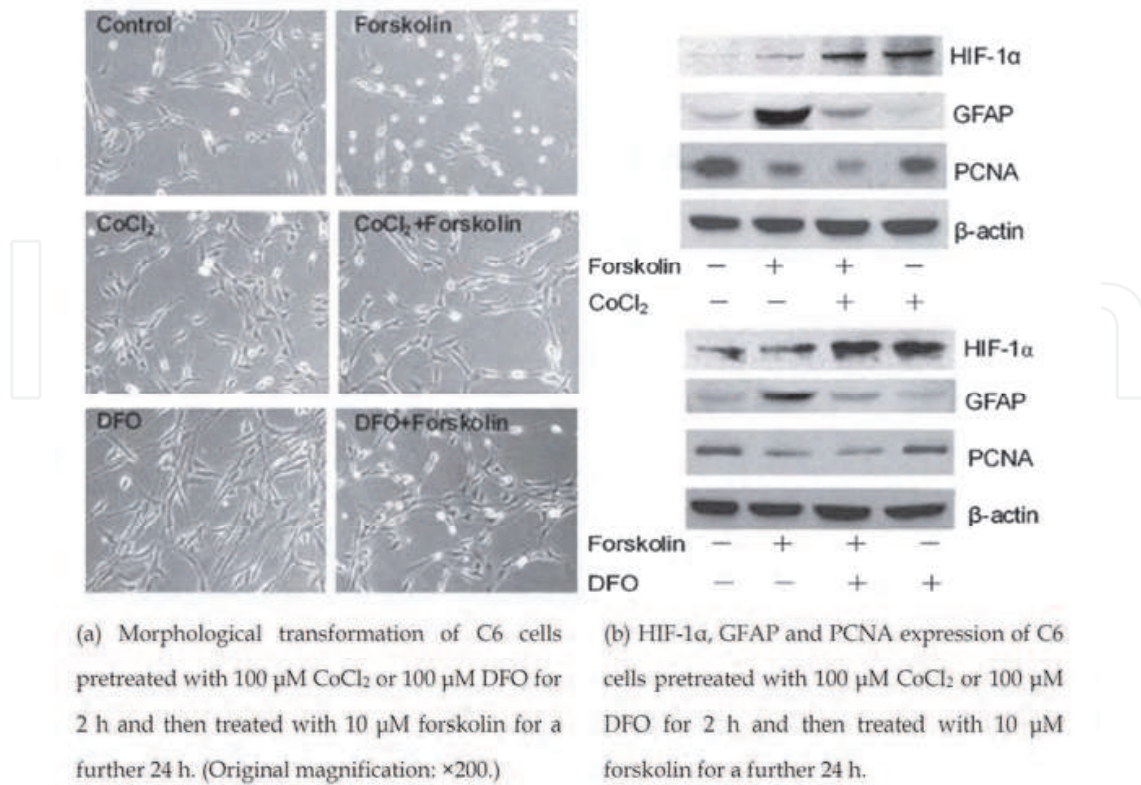 Control
Forskolin
CoCl₂
CoCl₂+Forskolin
DFO
DFO+Forskolin
HIF-1α
GFAP
PCNA
β-actin
Forskolin − + + −
CoCl₂ − − + +
HIF-1α
GFAP
PCNA
β-actin
Forskolin − + + −
DFO − − + +
(a) Morphological transformation of C6 cells
pretreated with 100 μM CoCl₂ or 100 μM DFO for
2 h and then treated with 10 μM forskolin for a
further 24 h. (Original magnification: ×200.)
(b) HIF-1α, GFAP and PCNA expression of C6
cells pretreated with 100 μM CoCl₂ or 100 μM
DFO for 2 h and then treated with 10 μM
forskolin for a further 24 h.